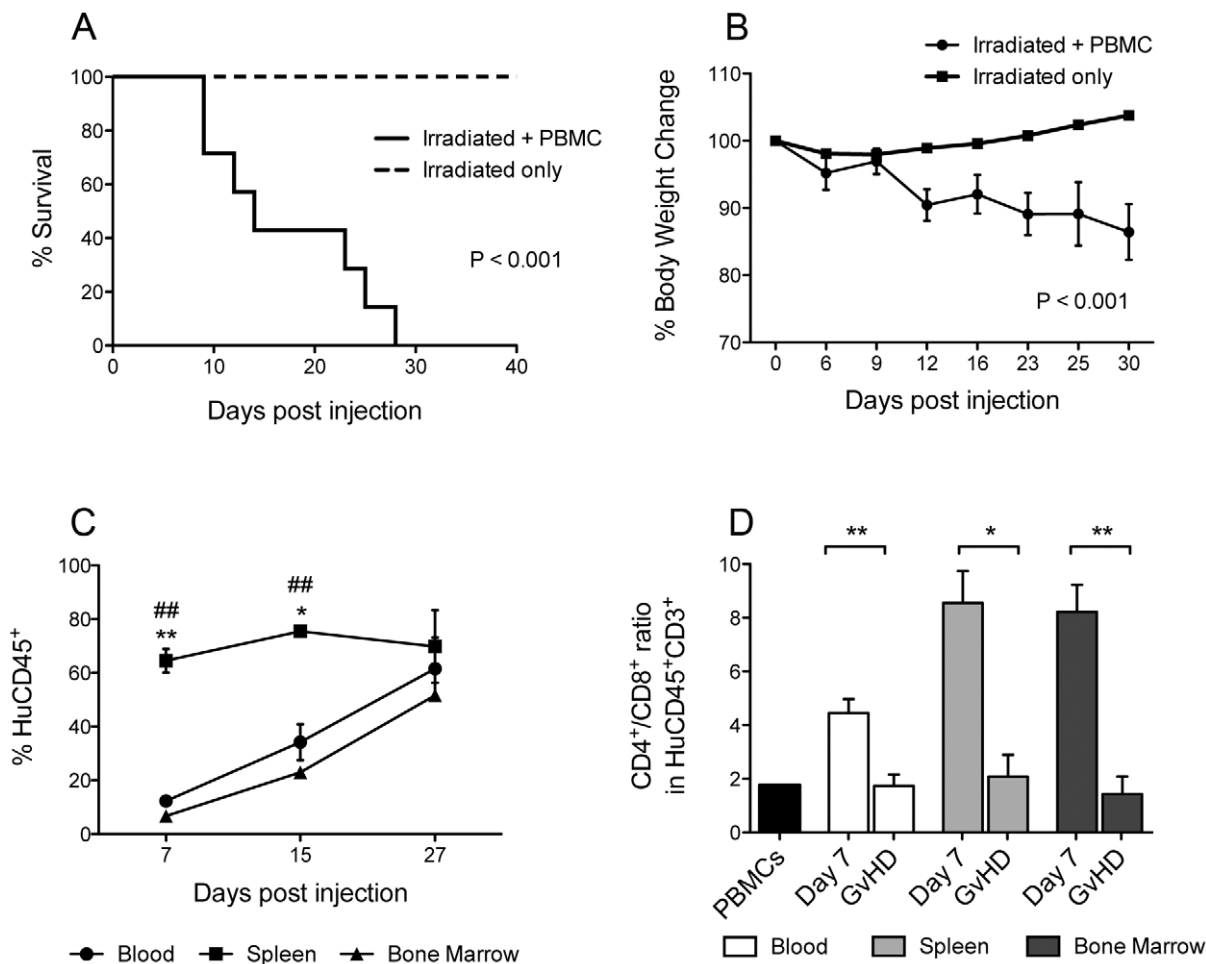 A
100
80
60
40
20
0
% Survival
Irradiated + PBMC
Irradiated only
P < 0.001
0 10 20 30 40
Days post injection
B
Irradiated + PBMC
Irradiated only
110
100
90
80
70
% Body Weight Change
P < 0.001
0 6 9 12 16 23 25 30
Days post injection
C
100
80
60
40
20
0
% HuCD45⁺
##
**
##
*
7 15 27
Days post injection
Blood Spleen Bone Marrow
D
10
8
6
4
2
0
CD4⁺/CD8⁺ ratio
in HuCD45⁺CD3⁺
** * **
PBMCs Day 7 GvHD Day 7 GvHD Day 7 GvHD
Blood Spleen Bone Marrow